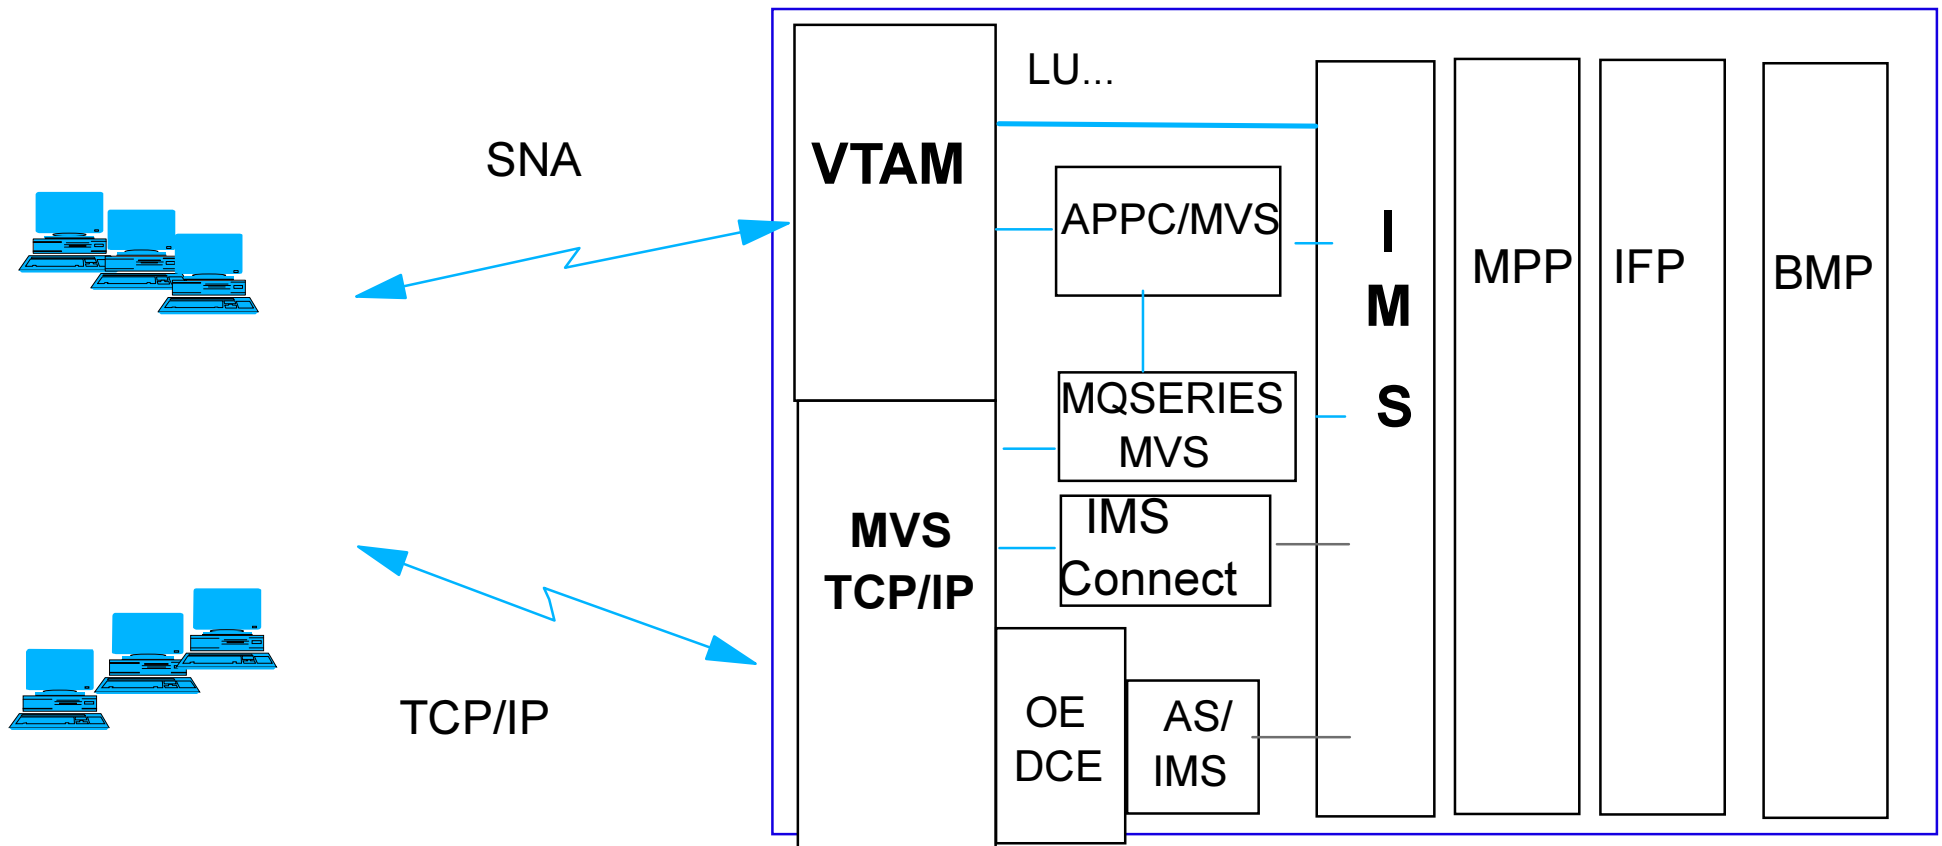 LU...
SNA
VTAM
APPC/MVS
I
M
S
MPP
IFP
BMP
MQSERIES
MVS
MVS
TCP/IP
IMS
Connect
TCP/IP
OE
DCE
AS/
IMS